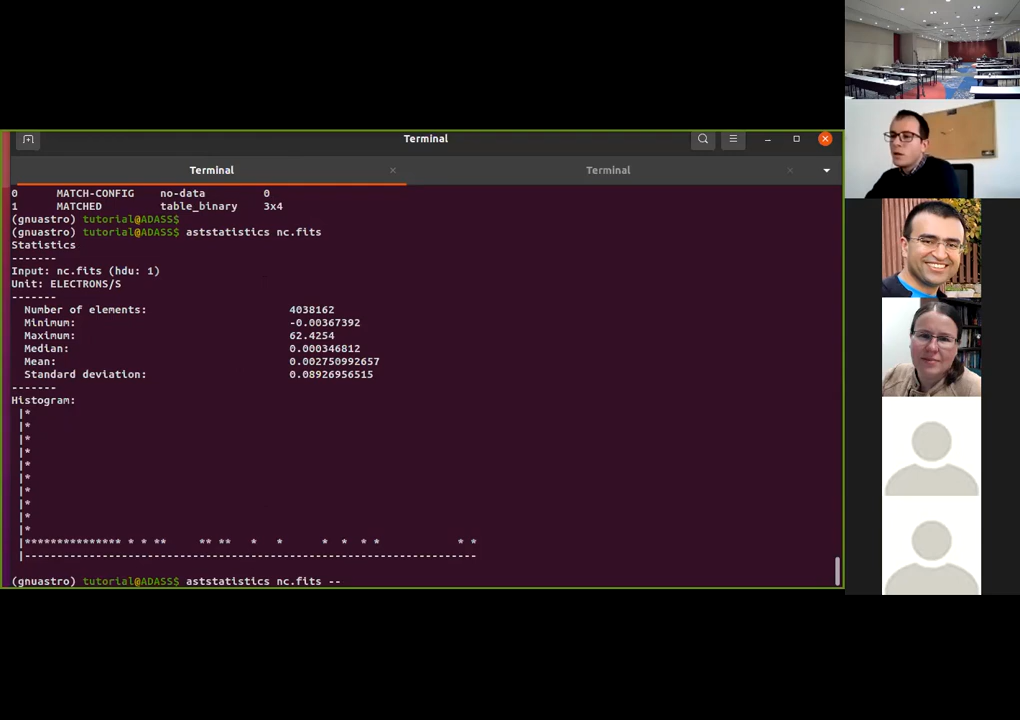 Terminal
Terminal
Terminal
0 MATCH-CONFIG no-data 0
1 MATCHED table_binary 3x4
(gnuastro) tutorial@ADASS$
(gnuastro) tutorial@ADASS$ aststatistics nc.fits
Statistics
-------
Input: nc.fits (hdu: 1)
Unit: ELECTRONS/S
-------
Number of elements: 4038162
Minimum: -0.00367392
Maximum: 62.4254
Median: 0.000346812
Mean: 0.002750992657
Standard deviation: 0.08926956515
-------
Histogram:
|*
|*
|*
|*
|*
|*
|*
|*
|*
|*
|*************** * * ** ** ** * * * * * * * *
|----------------------------------------------------------------------
(gnuastro) tutorial@ADASS$ aststatistics nc.fits --